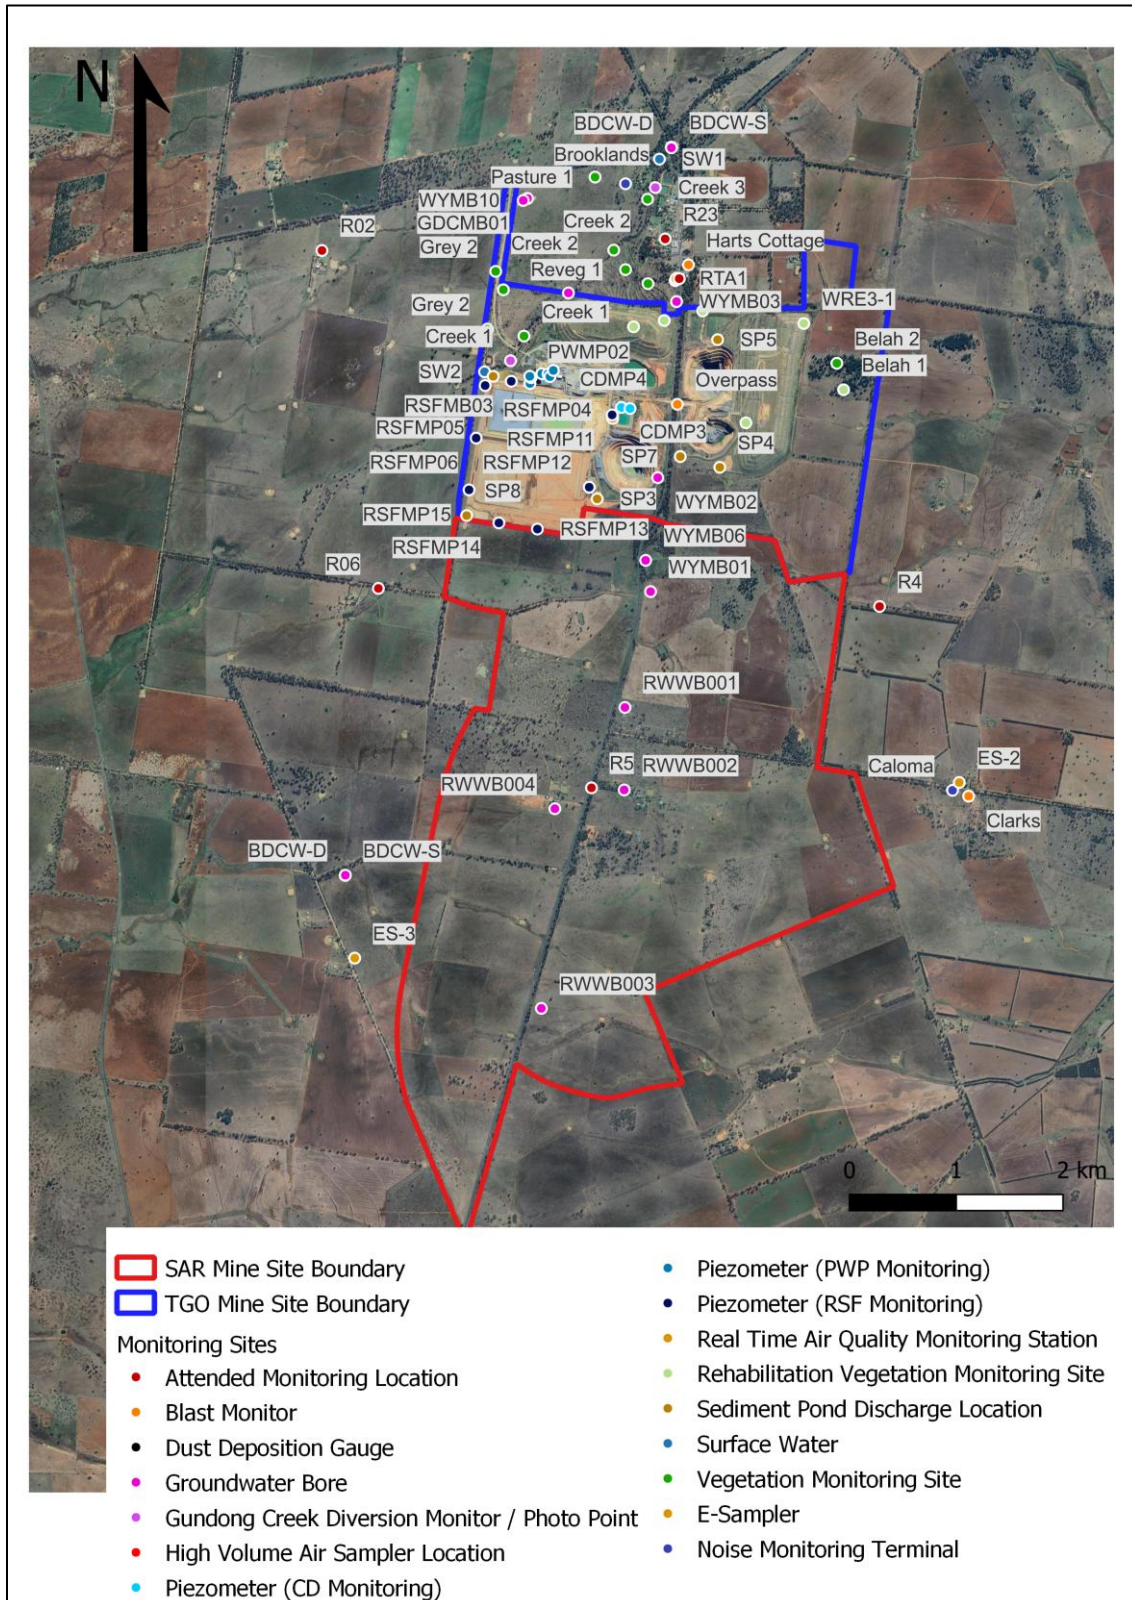 N
BDCW-D
BDCW-S
Brooklands
SW1
Pasture 1
Creek 3
WYMB10
GDCMB01
Creek 2
R23
R02
Grey 2
Creek 2
Harts Cottage
Reveg 1
RTA1
Grey 2
Creek 1
WYMB03
WRE3-1
Creek 1
PWMP02
SP5
Belah 2
SW2
CDMP4
Overpass
Belah 1
RSFMB03
RSFMP04
RSFMP05
RSFMP11
CDMP3
SP4
RSFMP06
RSFMP12
SP7
SP8
SP3
WYMB02
RSFMP15
RSFMP13
WYMB06
RSFMP14
R06
WYMB01
R4
RWWB001
R5
RWWB002
RWWB004
Caloma
ES-2
Clarks
BDCW-D
BDCW-S
ES-3
RWWB003
0 1 2 km
SAR Mine Site Boundary
TGO Mine Site Boundary
Monitoring Sites
Attended Monitoring Location
Blast Monitor
Dust Deposition Gauge
Groundwater Bore
Gundong Creek Diversion Monitor / Photo Point
High Volume Air Sampler Location
Piezometer (CD Monitoring)
Piezometer (PWP Monitoring)
Piezometer (RSF Monitoring)
Real Time Air Quality Monitoring Station
Rehabilitation Vegetation Monitoring Site
Sediment Pond Discharge Location
Surface Water
Vegetation Monitoring Site
E-Sampler
Noise Monitoring Terminal